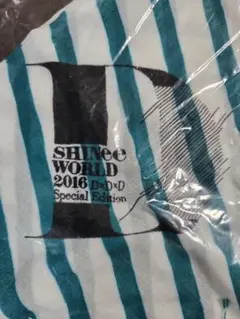 D
SHINee
WORLD
2016 D×D×D
Special Edition